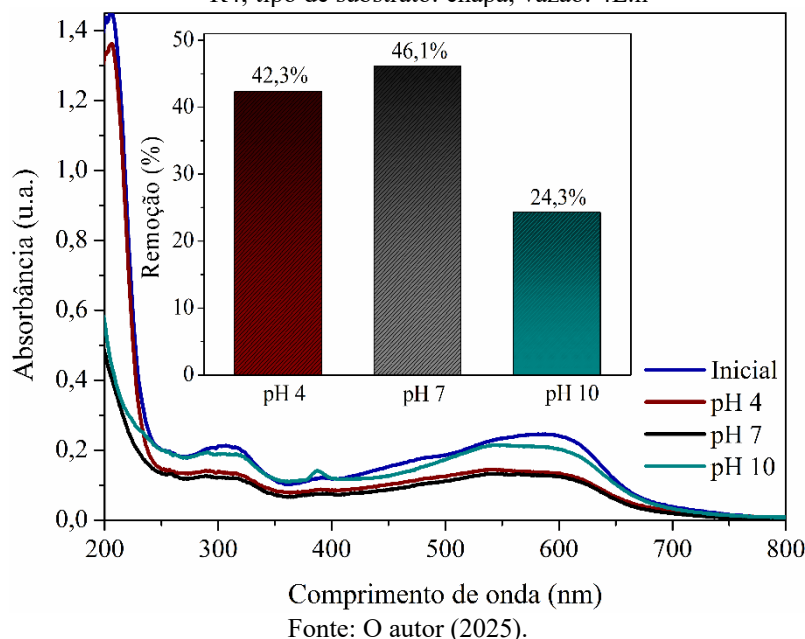 K4, tipo de substrato: chapa, vazão: 4L.h
1,4
1,2
1,0
0,8
0,6
0,4
0,2
0,0
Absorbância (u.a.)
50
40
30
20
10
0
Remoção (%)
42,3%
46,1%
24,3%
pH 4
pH 7
pH 10
Inicial
pH 4
pH 7
pH 10
200
300
400
500
600
700
800
Comprimento de onda (nm)
Fonte: O autor (2025).